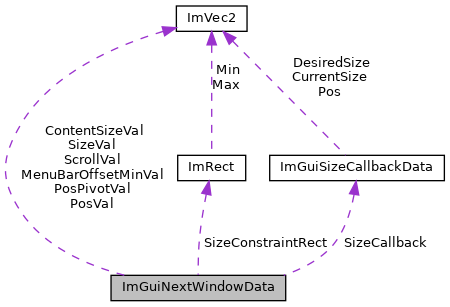 ImVec2
DesiredSize
CurrentSize
Pos
Min
Max
ContentSizeVal
SizeVal
ScrollVal
MenuBarOffsetMinVal
PosPivotVal
PosVal
ImRect
ImGuiSizeCallbackData
SizeConstraintRect
SizeCallback
ImGuiNextWindowData